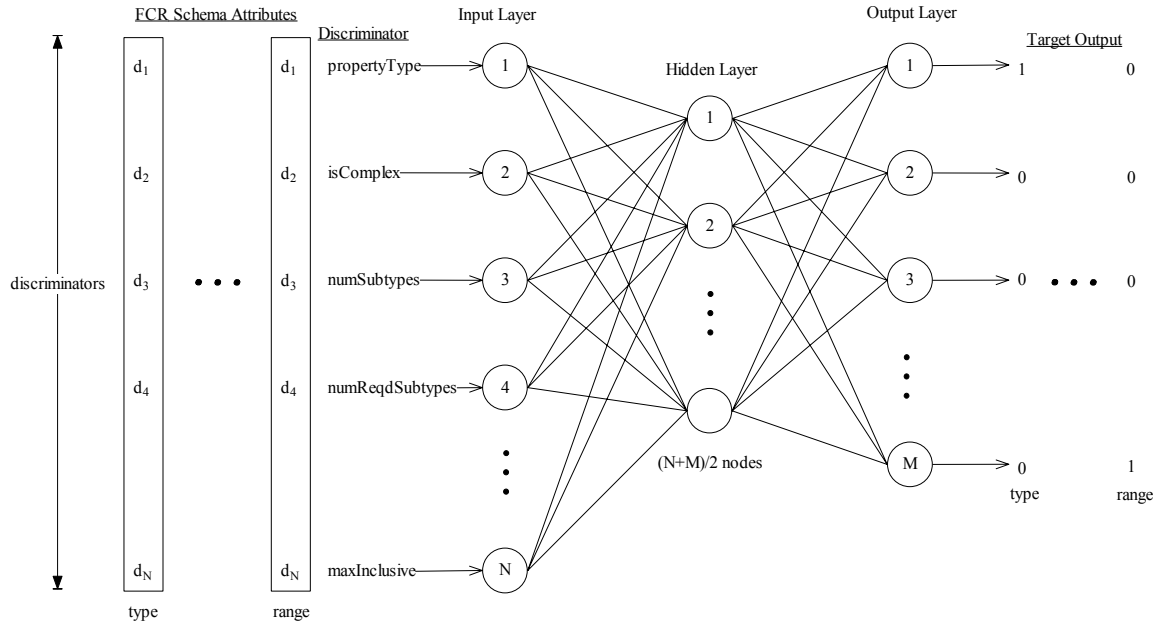 FCR Schema Attributes
Input Layer
Output Layer
Discriminator
Target Output
Hidden Layer
d1 d1 propertyType 1 1 1 1 0
d2 d2 isComplex 2 2 0 0
discriminators d3 • • • d3 numSubtypes 3 2 3 0 • • • 0
d4 d4 numReqdSubtypes 4
(N+M)/2 nodes
M 0 1
type range
dN dN maxInclusive N
type range